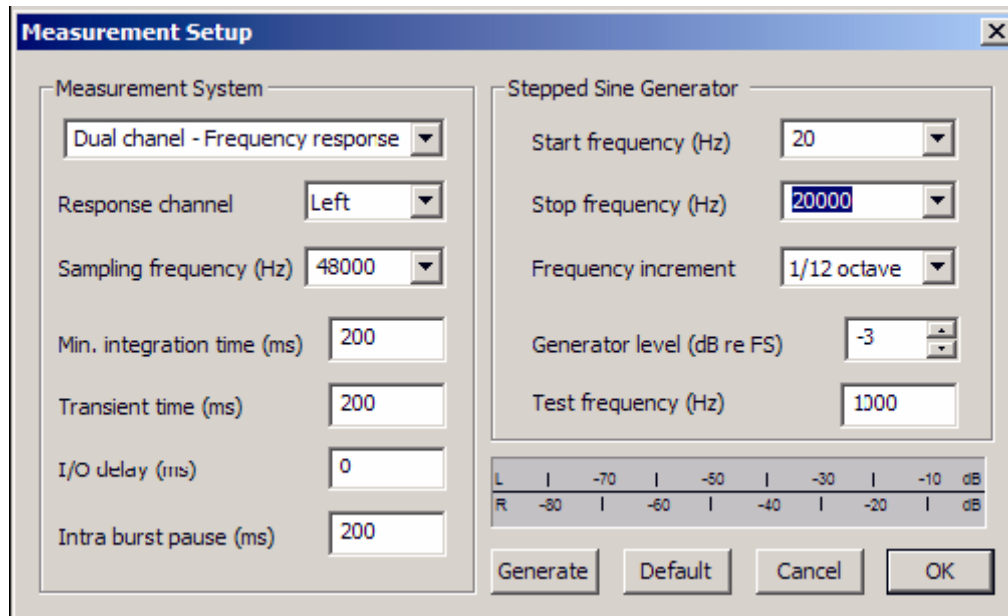 Measurement Setup
Measurement System
Dual chanel - Frequency response
Response channel Left
Sampling frequency (Hz) 48000
Min. integration time (ms) 200
Transient time (ms) 200
I/O delay (ms) 0
Intra burst pause (ms) 200
Stepped Sine Generator
Start frequency (Hz) 20
Stop frequency (Hz) 20000
Frequency increment 1/12 octave
Generator level (dB re FS) -3
Test frequency (Hz) 1000
L | -70 | -50 | -30 | -10 dB
R -80 | -60 | -40 | -20 | dB
Generate Default Cancel OK